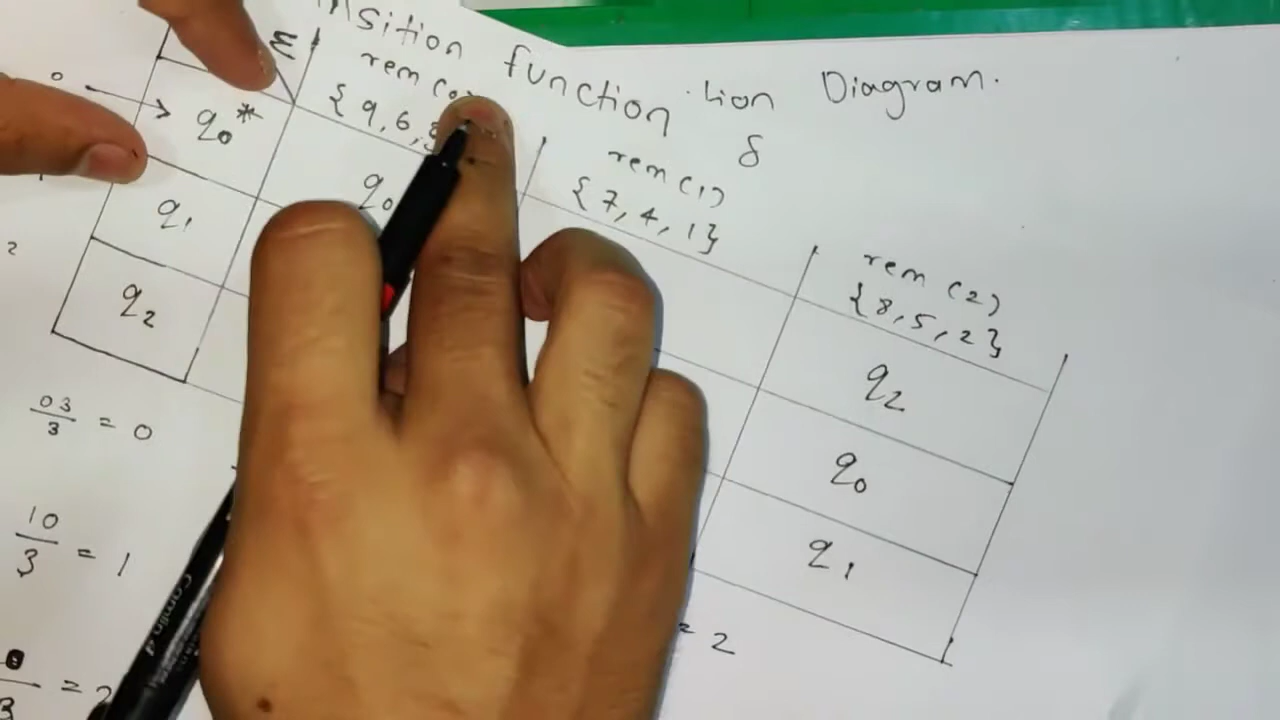 function
tion Diagram.
δ
Σ
rem
{9, 6,
rem (1)
{7, 4, 1}
rem (2)
{8, 5, 2}
q0*
q0
q2
q1
q0
q2
q1
03/3 = 0
10/3 = 1
= 2
= 2